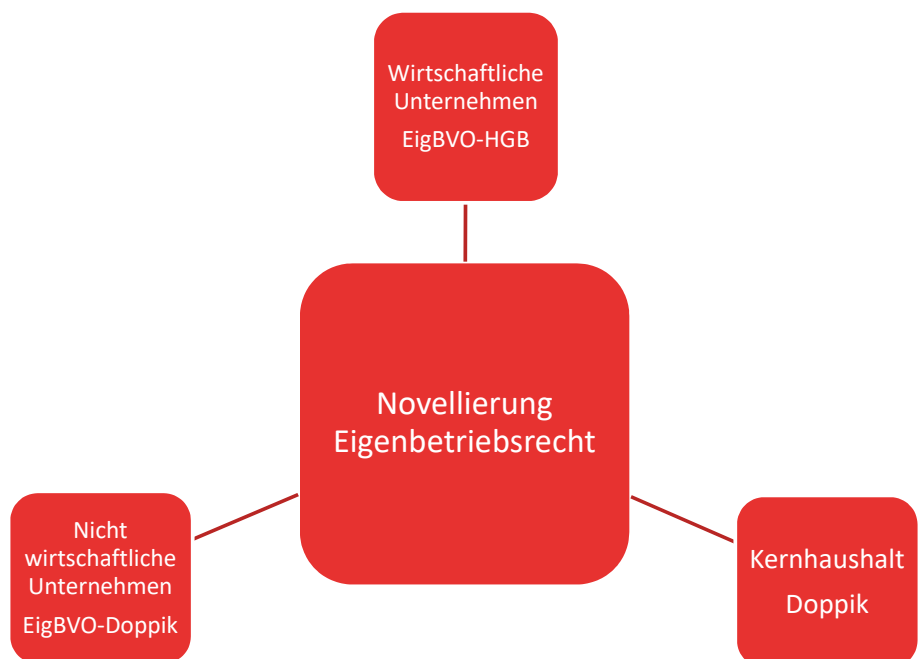 Wirtschaftliche
Unternehmen
EigBVO-HGB
Novellierung
Eigenbetriebsrecht
Nicht
wirtschaftliche
Unternehmen
EigBVO-Doppik
Kernhaushalt
Doppik